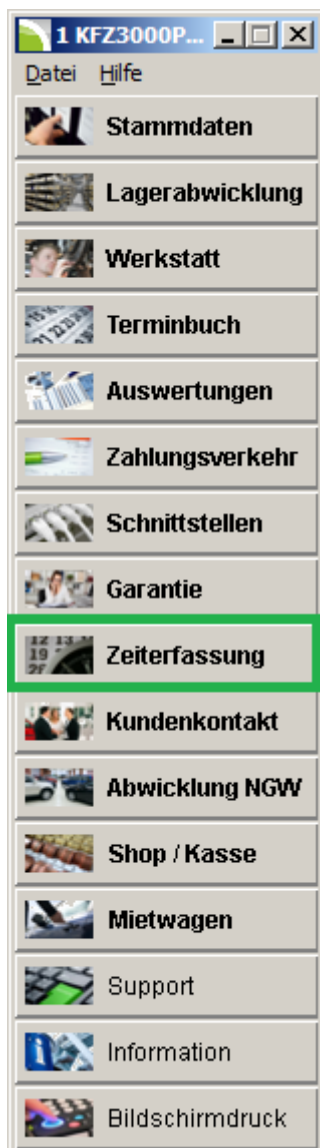 1 KFZ3000P...
Datei Hilfe
Stammdaten
Lagerabwicklung
Werkstatt
Terminbuch
Auswertungen
Zahlungsverkehr
Schnittstellen
Garantie
Zeiterfassung
Kundenkontakt
Abwicklung NGW
Shop / Kasse
Mietwagen
Support
Information
Bildschirmdruck